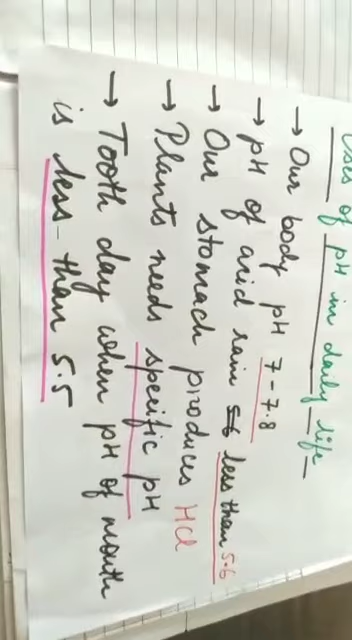 Uses of pH in daily life
→ Our body pH 7-7.8
→ pH of acid rain 56 less than 5.6
→ Our stomach produces HCl
→ Plants needs specific pH
→ Tooth day when pH of mouth
is less than 5.5